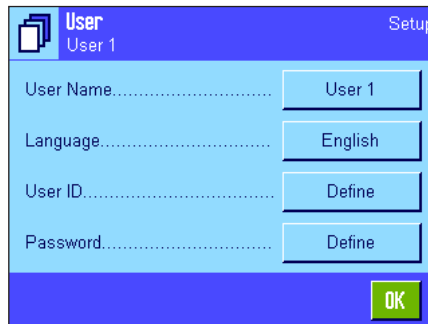 User
Setup
User 1
User Name............................ User 1
Language.............................. English
User ID................................. Define
Password............................. Define
OK